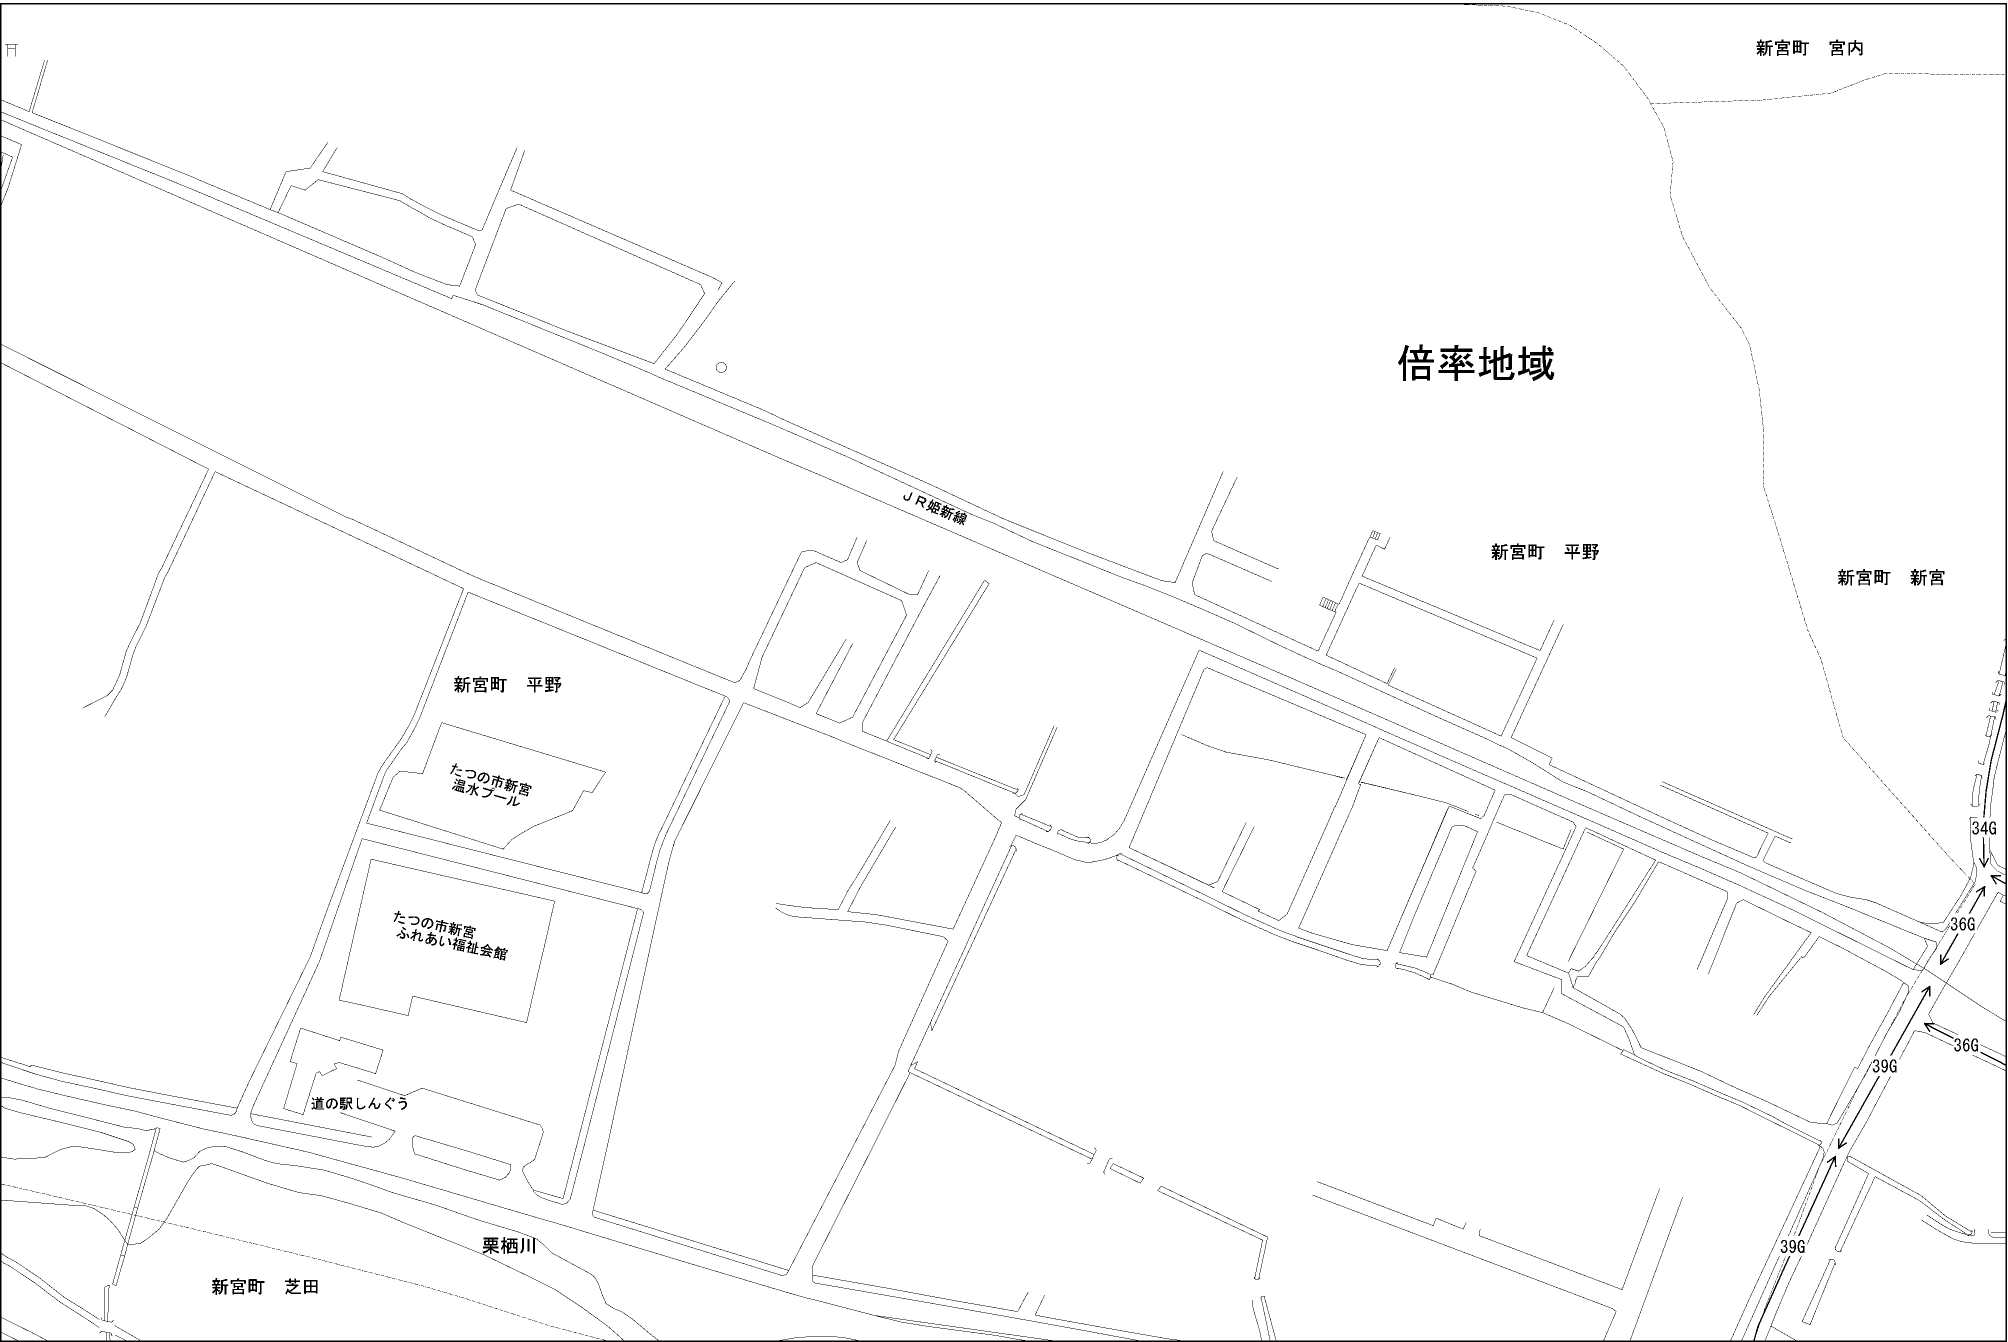 新宮町　宮内
倍率地域
ＪＲ姫新線
新宮町　平野
新宮町　新宮
新宮町　平野
たつの市新宮
温水プール
34G
たつの市新宮
ふれあい福祉会館
36G
36G
39G
道の駅しんぐう
栗栖川
39G
新宮町　芝田